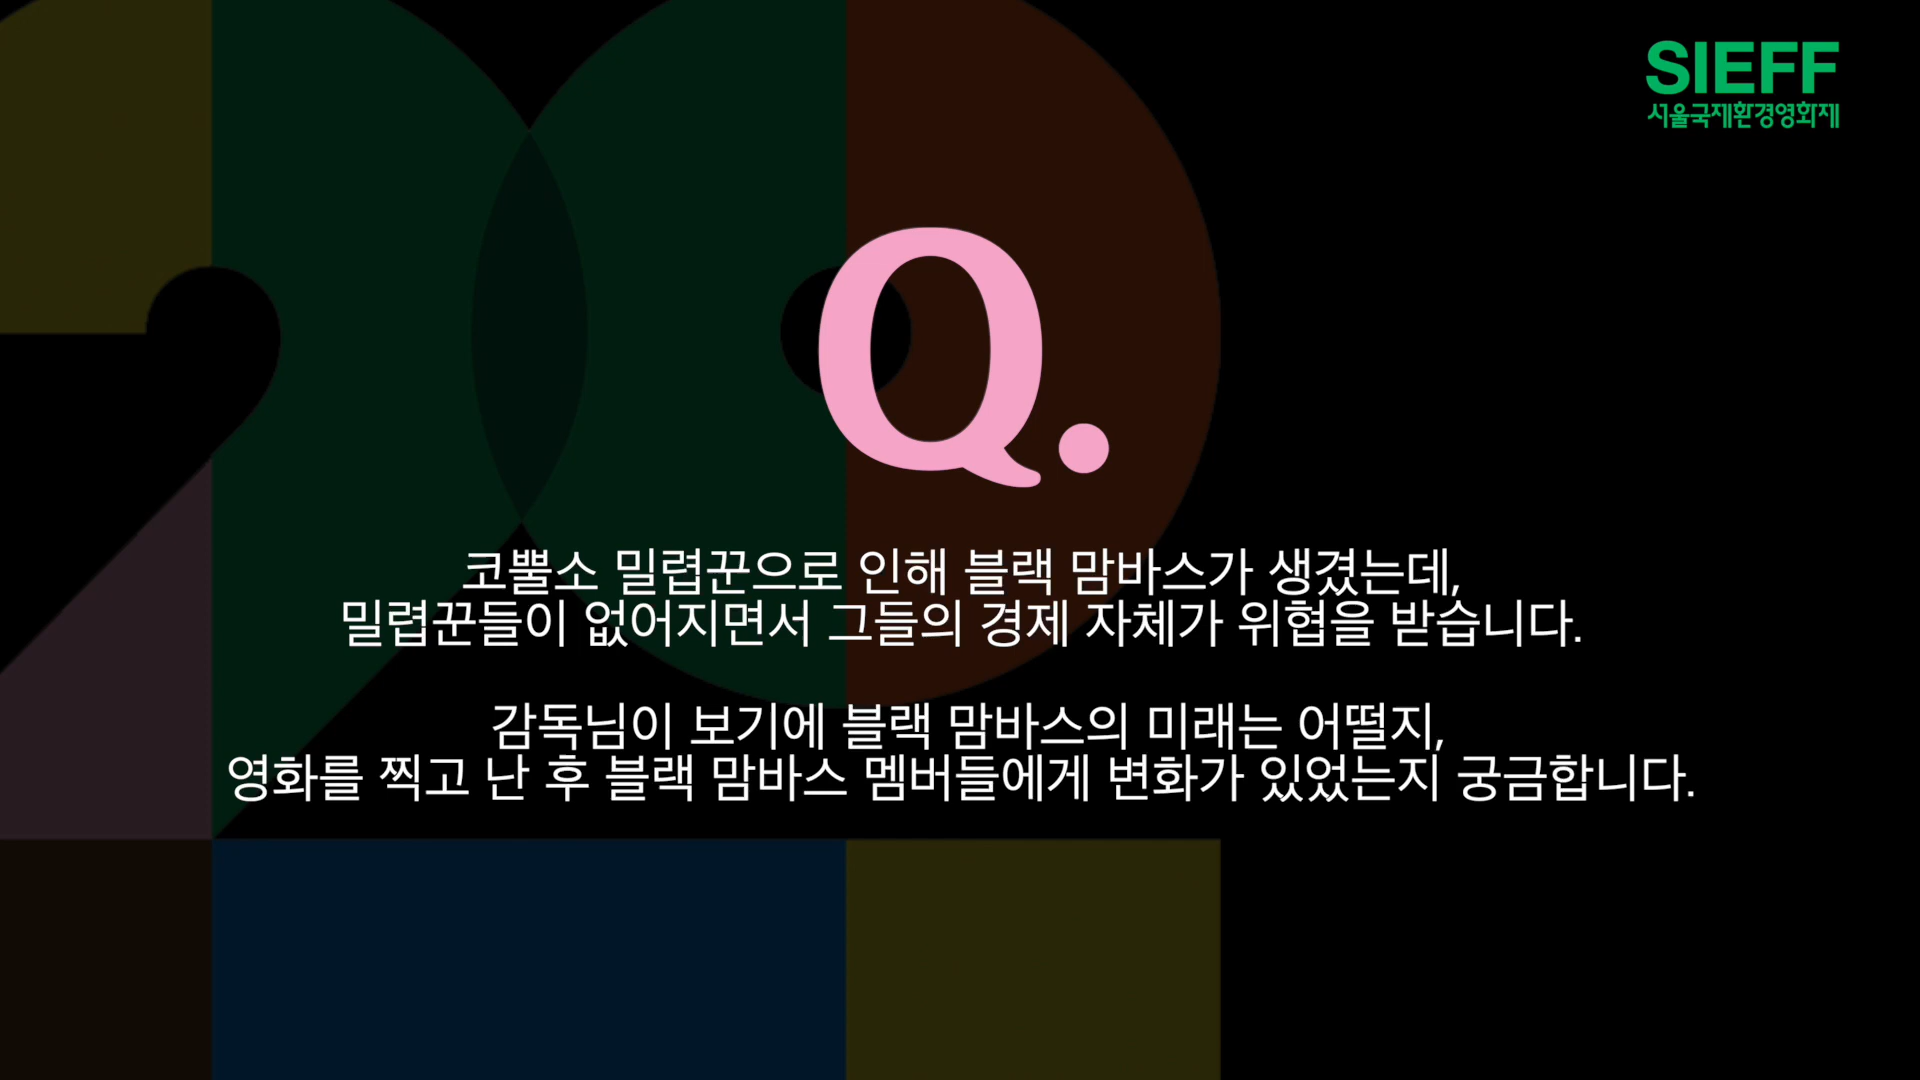 SIEFF
서울국제환경영화제
Q.
코뿔소 밀렵꾼으로 인해 블랙 맘바스가 생겼는데,
밀렵꾼들이 없어지면서 그들의 경제 자체가 위협을 받습니다.
감독님이 보기에 블랙 맘바스의 미래는 어떨지,
영화를 찍고 난 후 블랙 맘바스 멤버들에게 변화가 있었는지 궁금합니다.